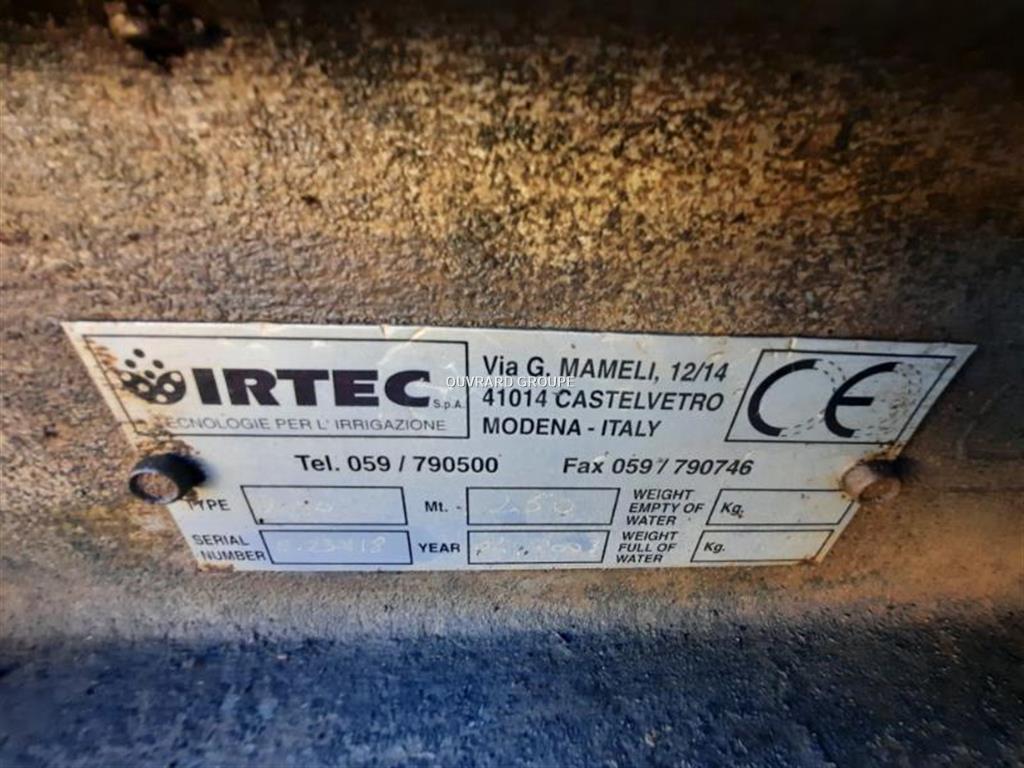 IRTEC S.p.A.
TECNOLOGIE PER L' IRRIGAZIONE
Via G. MAMELI, 12/14
41014 CASTELVETRO
MODENA - ITALY
CE
OUVRARD GROUPE
Tel. 059 / 790500 Fax 059 / 790746
TYPE
Mt. -
WEIGHT
EMPTY OF
WATER
Kg.
SERIAL
NUMBER
YEAR
WEIGHT
FULL OF
WATER
Kg.